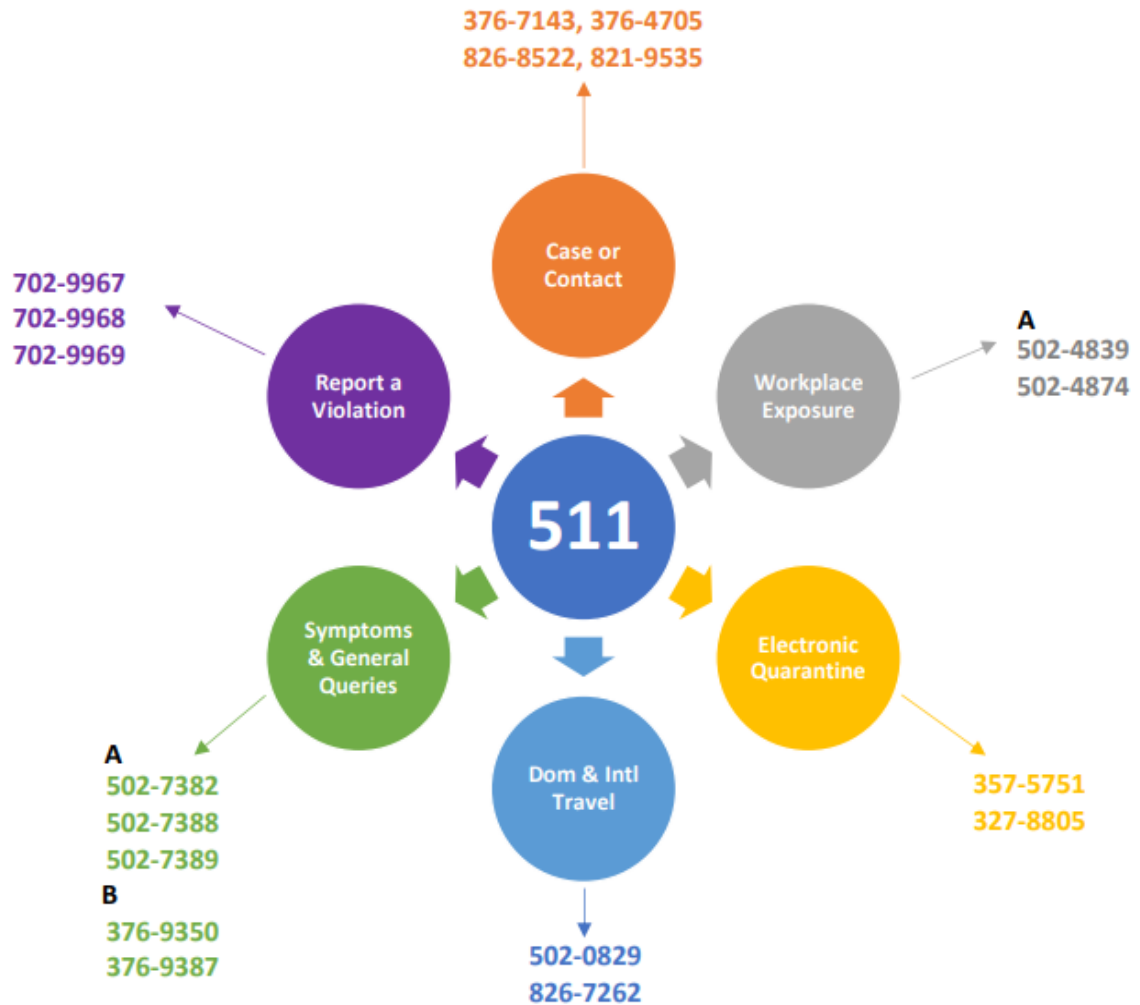 376-7143, 376-4705
826-8522, 821-9535
Case or
Contact
702-9967
702-9968
702-9969
Report a
Violation
Workplace
Exposure
A
502-4839
502-4874
511
Symptoms
& General
Queries
Electronic
Quarantine
Dom & Intl
Travel
A
502-7382
502-7388
502-7389
B
376-9350
376-9387
357-5751
327-8805
502-0829
826-7262